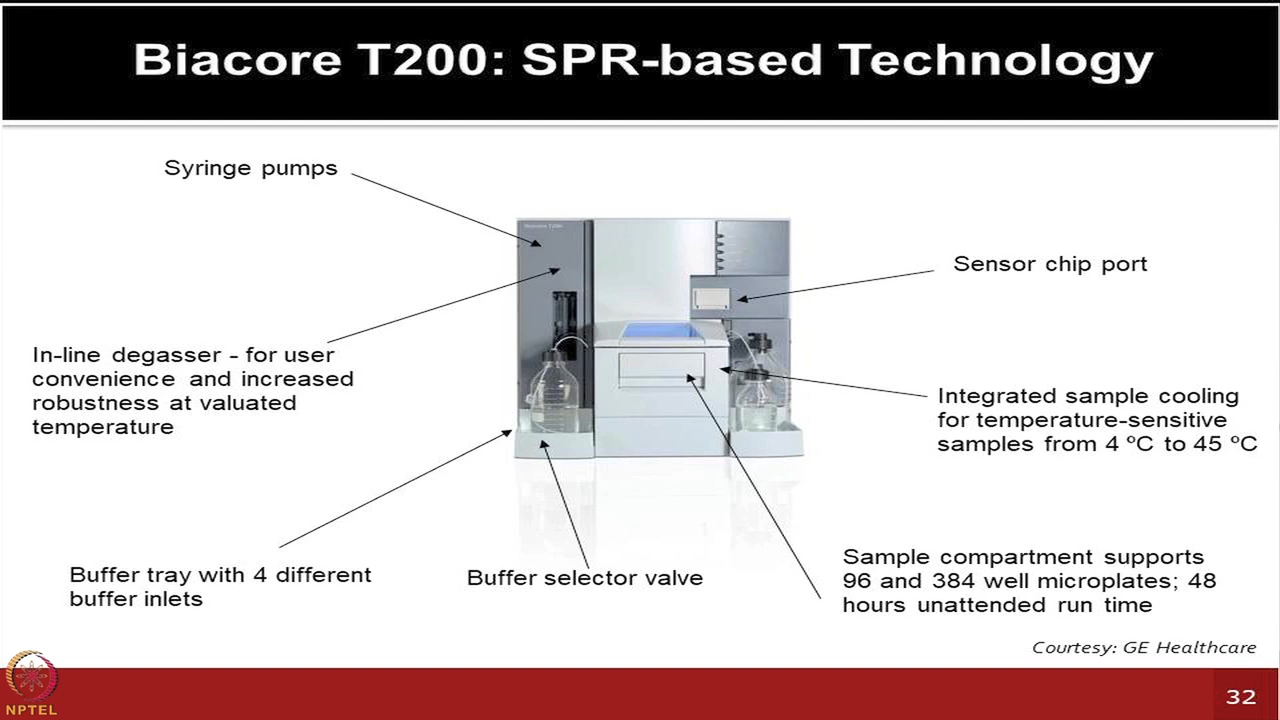 Biacore T200: SPR-based Technology
Syringe pumps
Biacore T200
Sensor chip port
In-line degasser - for user
convenience and increased
robustness at valuated
temperature
Integrated sample cooling
for temperature-sensitive
samples from 4 ºC to 45 ºC
Buffer tray with 4 different
buffer inlets
Buffer selector valve
Sample compartment supports
96 and 384 well microplates; 48
hours unattended run time
Courtesy: GE Healthcare
NPTEL
32